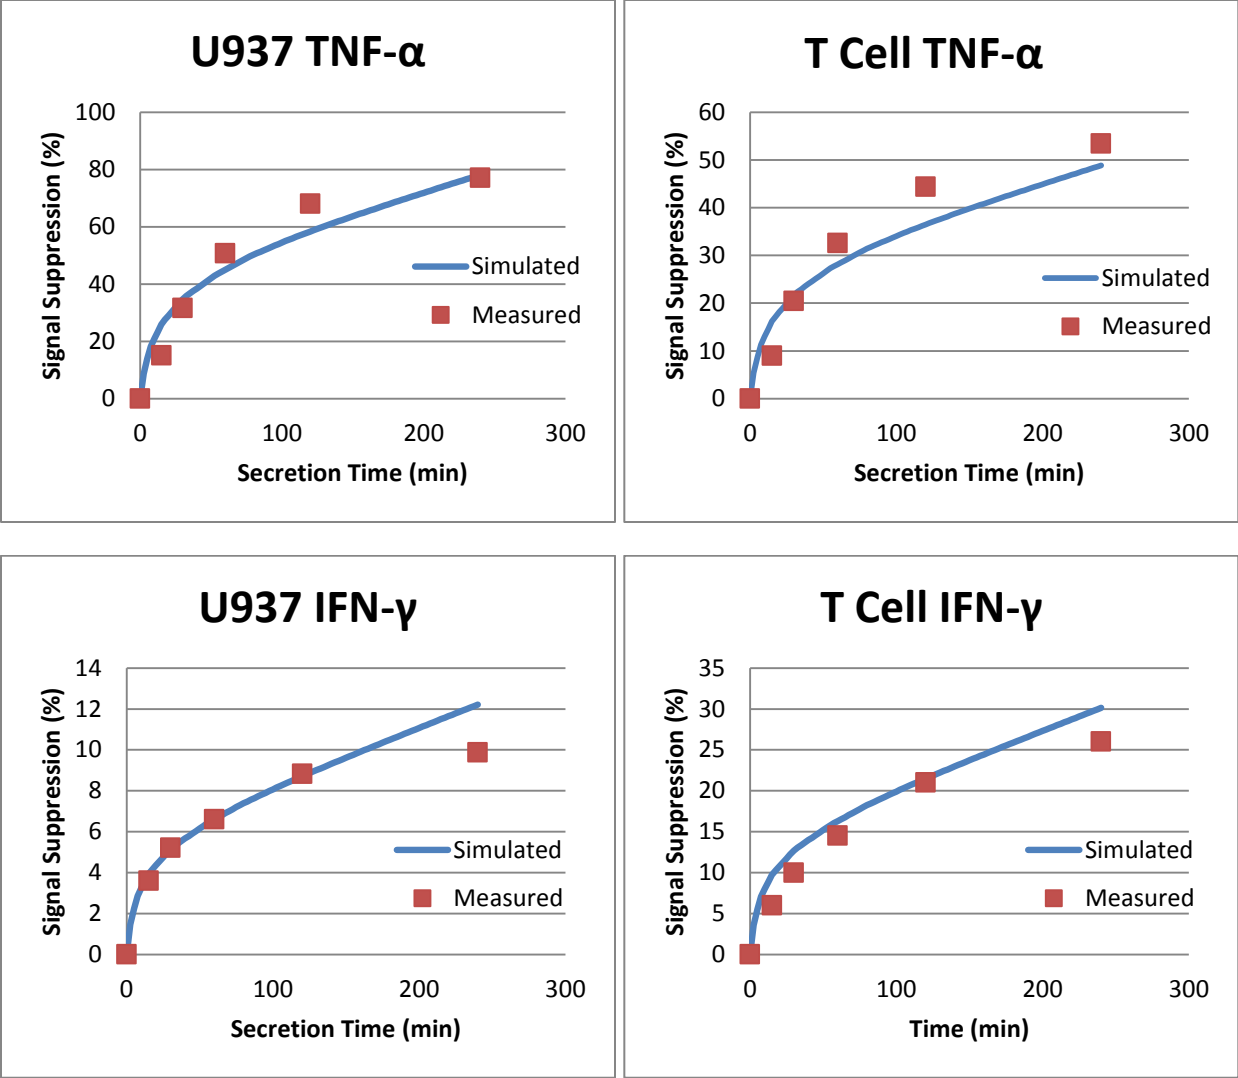 U937 TNF-α
Signal Suppression (%)
100
80
60
40
20
0
0 100 200 300
Secretion Time (min)
Simulated
Measured
T Cell TNF-α
Signal Suppression (%)
60
50
40
30
20
10
0
0 100 200 300
Secretion Time (min)
Simulated
Measured
U937 IFN-γ
Signal Suppression (%)
14
12
10
8
6
4
2
0
0 100 200 300
Secretion Time (min)
Simulated
Measured
T Cell IFN-γ
Signal Suppression (%)
35
30
25
20
15
10
5
0
0 100 200 300
Time (min)
Simulated
Measured